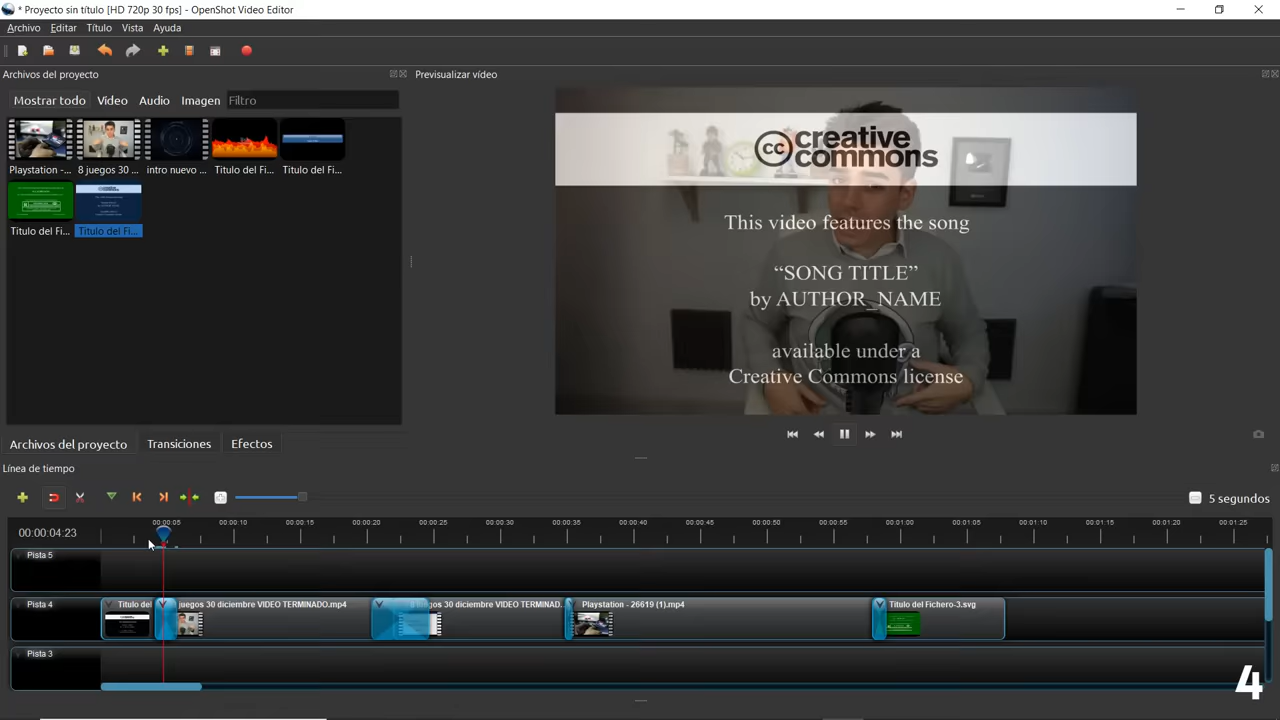 * Proyecto sin título [HD 720p 30 fps] - OpenShot Video Editor
Archivo Editar Título Vista Ayuda
Archivos del proyecto
Previsualizar vídeo
Mostrar todo Video Audio Imagen Filtro
Playstation -... 8 juegos 30 ... intro nuevo ... Titulo del Fi... Titulo del Fi...
Titulo del Fi... Titulo del Fi...
cc creative commons
This video features the song
“SONG TITLE”
by AUTHOR_NAME
available under a
Creative Commons license
Archivos del proyecto Transiciones Efectos
Línea de tiempo
5 segundos
00:00:04:23
00:00:05 00:00:10 00:00:15 00:00:20 00:00:25 00:00:30 00:00:35 00:00:40 00:00:45 00:00:50 00:00:55 00:01:00 00:01:05 00:01:10 00:01:15 00:01:20 00:01:25
Pista 5
Pista 4
Titulo del juegos 30 diciembre VIDEO TERMINADO.mp4 30 diciembre VIDEO TERMINAD... Playstation - 26619 (1).mp4 Titulo del Fichero-3.svg
Pista 3
4